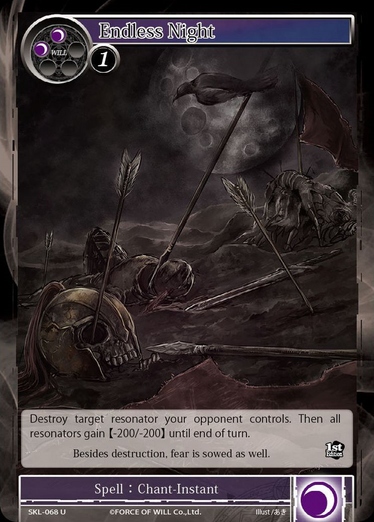 Endless Night
WILL
1
Destroy target resonator your opponent controls. Then all
resonators gain【-200/-200】until end of turn.
Besides destruction, fear is sowed as well.
1st
Edition
Spell : Chant-Instant
SKL-068 U
©FORCE OF WILL Co.,Ltd.
Illust /あき